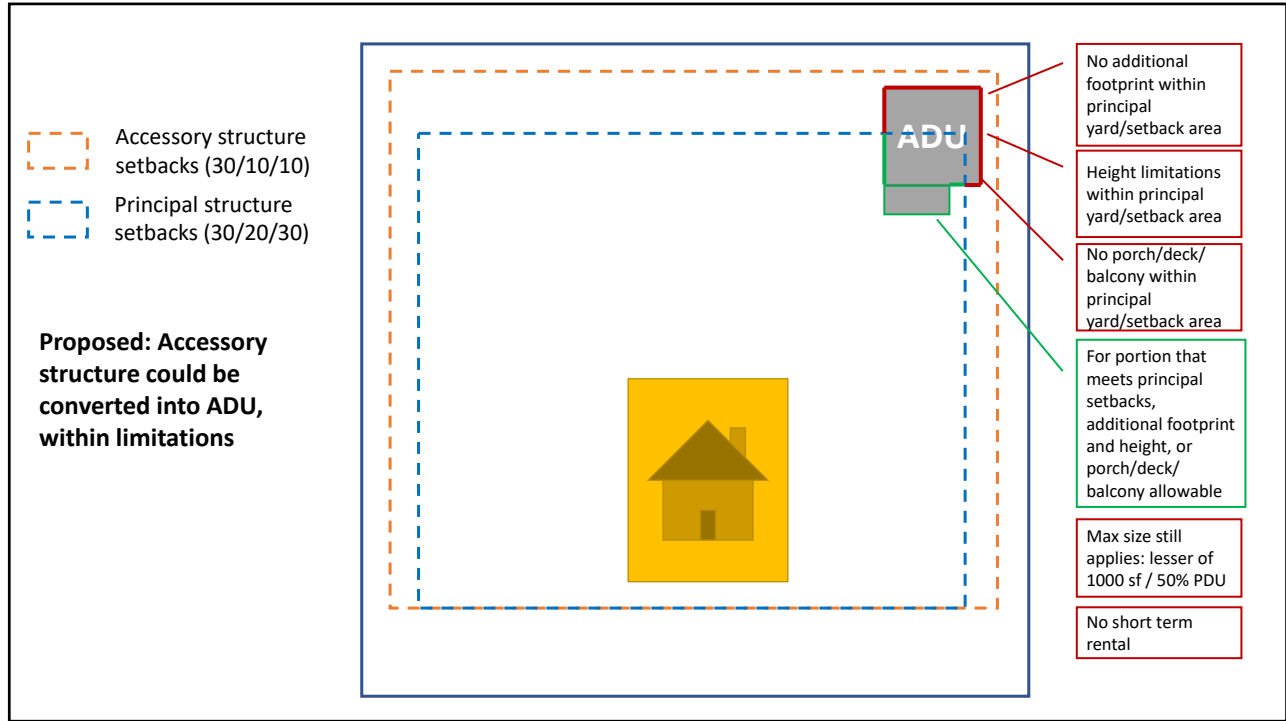 Accessory structure
setbacks (30/10/10)
Principal structure
setbacks (30/20/30)
Proposed: Accessory
structure could be
converted into ADU,
within limitations
ADU
No additional
footprint within
principal
yard/setback area
Height limitations
within principal
yard/setback area
No porch/deck/
balcony within
principal
yard/setback area
For portion that
meets principal
setbacks,
additional footprint
and height, or
porch/deck/
balcony allowable
Max size still
applies: lesser of
1000 sf / 50% PDU
No short term
rental